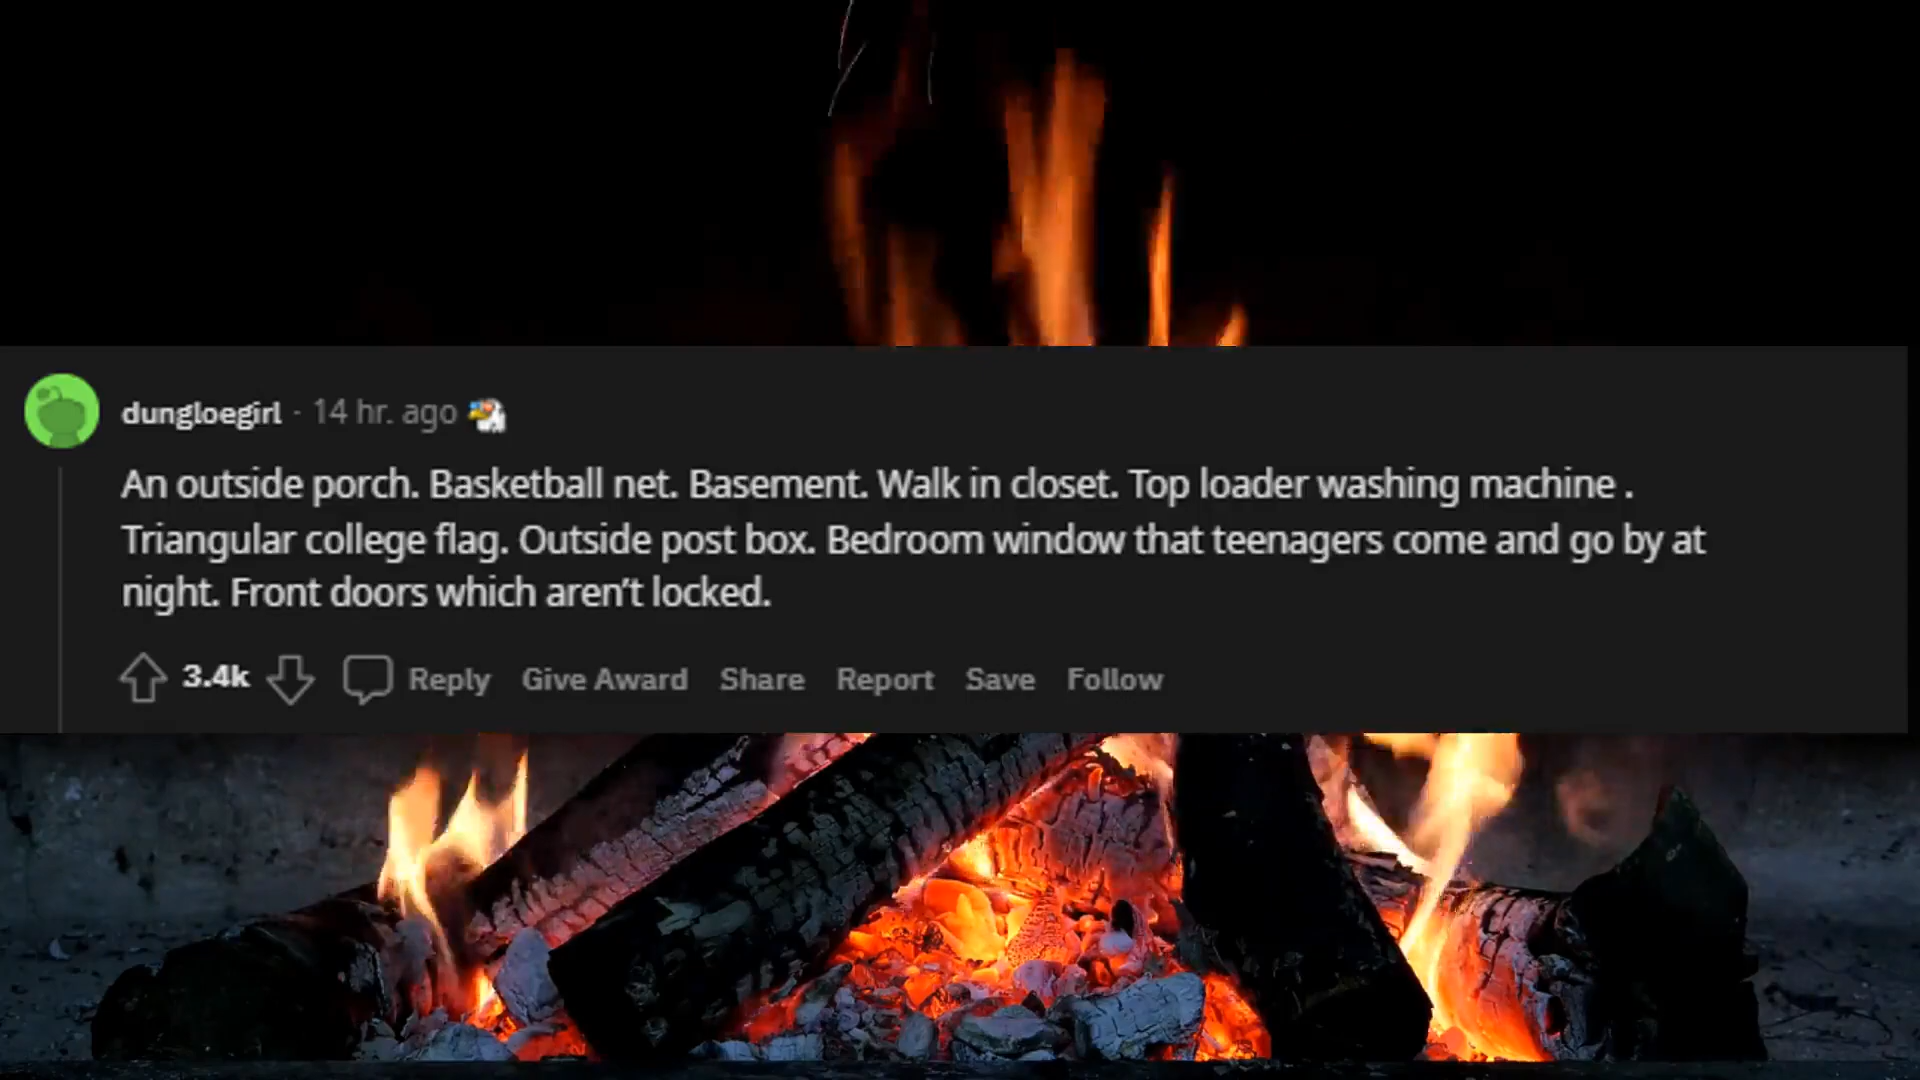 dungloegirl · 14 hr. ago
An outside porch. Basketball net. Basement. Walk in closet. Top loader washing machine .
Triangular college flag. Outside post box. Bedroom window that teenagers come and go by at
night. Front doors which aren’t locked.
3.4k Reply Give Award Share Report Save Follow